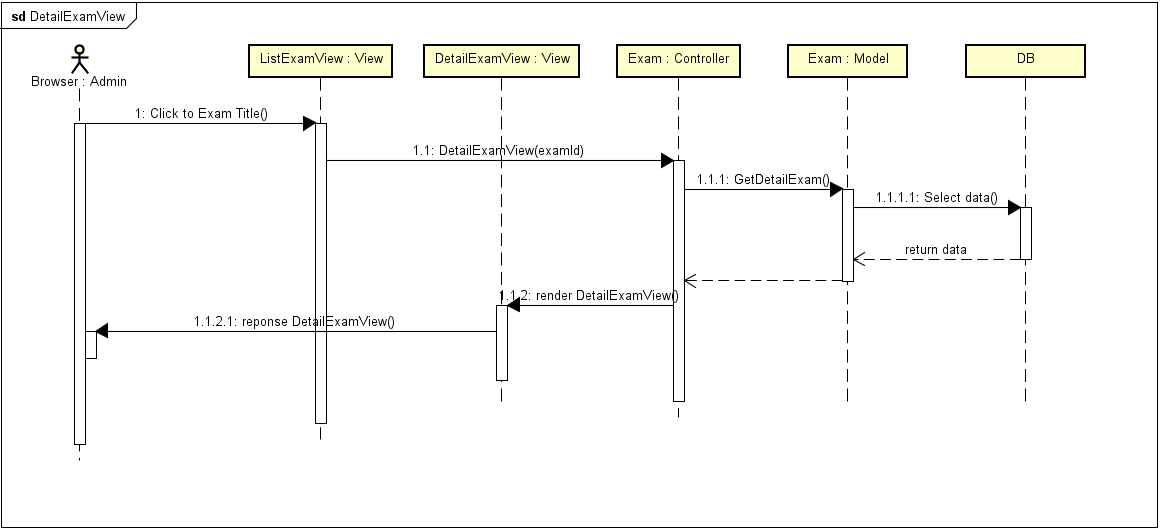 sd DetailExamView
Browser : Admin
ListExamView : View
DetailExamView : View
Exam : Controller
Exam : Model
DB
1: Click to Exam Title()
1.1: DetailExamView(examId)
1.1.1: GetDetailExam()
1.1.1.1: Select data()
return data
1.1.2: render DetailExamView()
1.1.2.1: reponse DetailExamView()